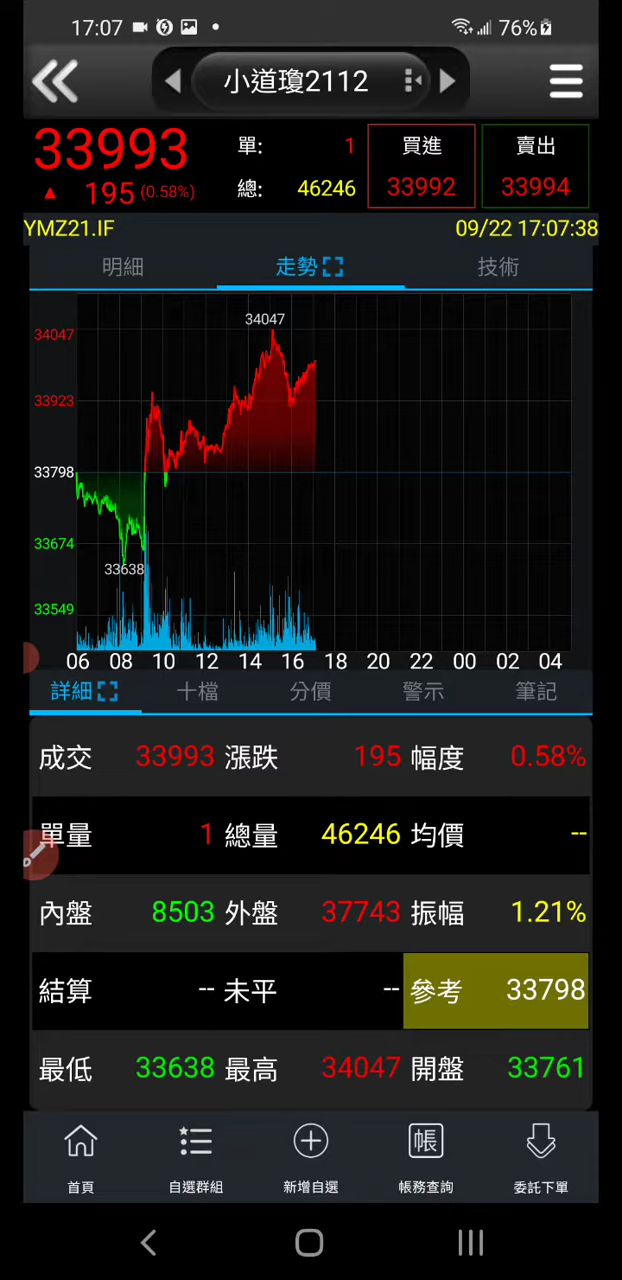 17:07 76%
小道瓊2112
33993 單: 1 買進 賣出
▲ 195 (0.58%) 總: 46246 33992 33994
YMZ21.IF 09/22 17:07:38
明細 走勢 技術
34047
34047
33923
33798
33674
33638
33549
06 08 10 12 14 16 18 20 22 00 02 04
詳細 十檔 分價 警示 筆記
成交 33993 漲跌 195 幅度 0.58%
單量 1 總量 46246 均價 --
內盤 8503 外盤 37743 振幅 1.21%
結算 -- 未平 -- 參考 33798
最低 33638 最高 34047 開盤 33761
帳
首頁 自選群組 新增自選 帳務查詢 委託下單